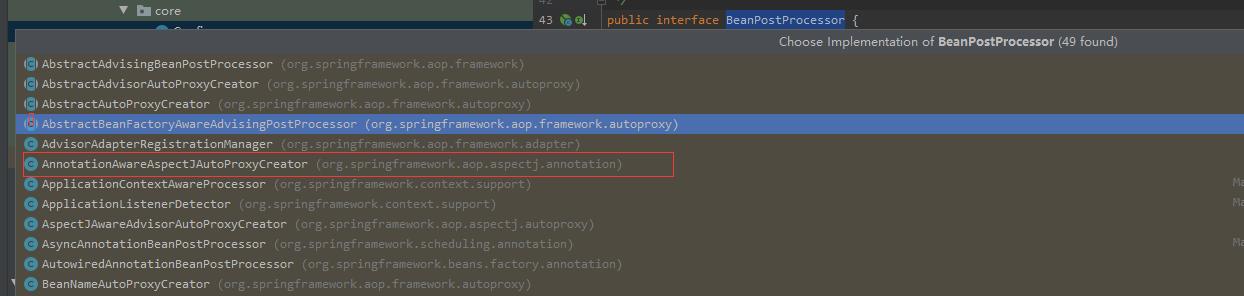 core
42
*/
43 public interface BeanPostProcessor {
Choose Implementation of BeanPostProcessor (49 found)
AbstractAdvisingBeanPostProcessor (org.springframework.aop.framework)
AbstractAdvisorAutoProxyCreator (org.springframework.aop.framework.autoproxy)
AbstractAutoProxyCreator (org.springframework.aop.framework.autoproxy)
AbstractBeanFactoryAwareAdvisingPostProcessor (org.springframework.aop.framework.autoproxy)
AdvisorAdapterRegistrationManager (org.springframework.aop.framework.adapter)
AnnotationAwareAspectJAutoProxyCreator (org.springframework.aop.aspectj.annotation)
ApplicationContextAwareProcessor (org.springframework.context.support) Ma
ApplicationListenerDetector (org.springframework.context.support) Ma
AspectJAwareAdvisorAutoProxyCreator (org.springframework.aop.aspectj.autoproxy)
AsyncAnnotationBeanPostProcessor (org.springframework.scheduling.annotation) Ma
AutowiredAnnotationBeanPostProcessor (org.springframework.beans.factory.annotation)
BeanNameAutoProxyCreator (org.springframework.aop.framework.autoproxy)